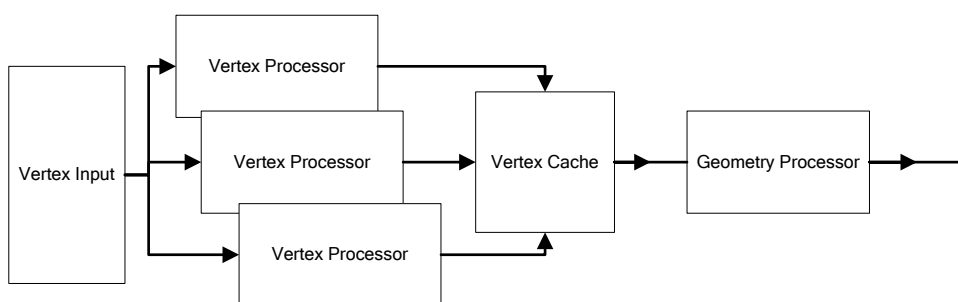 Vertex Processor
Vertex Input
Vertex Processor
Vertex Cache
Geometry Processor
Vertex Processor